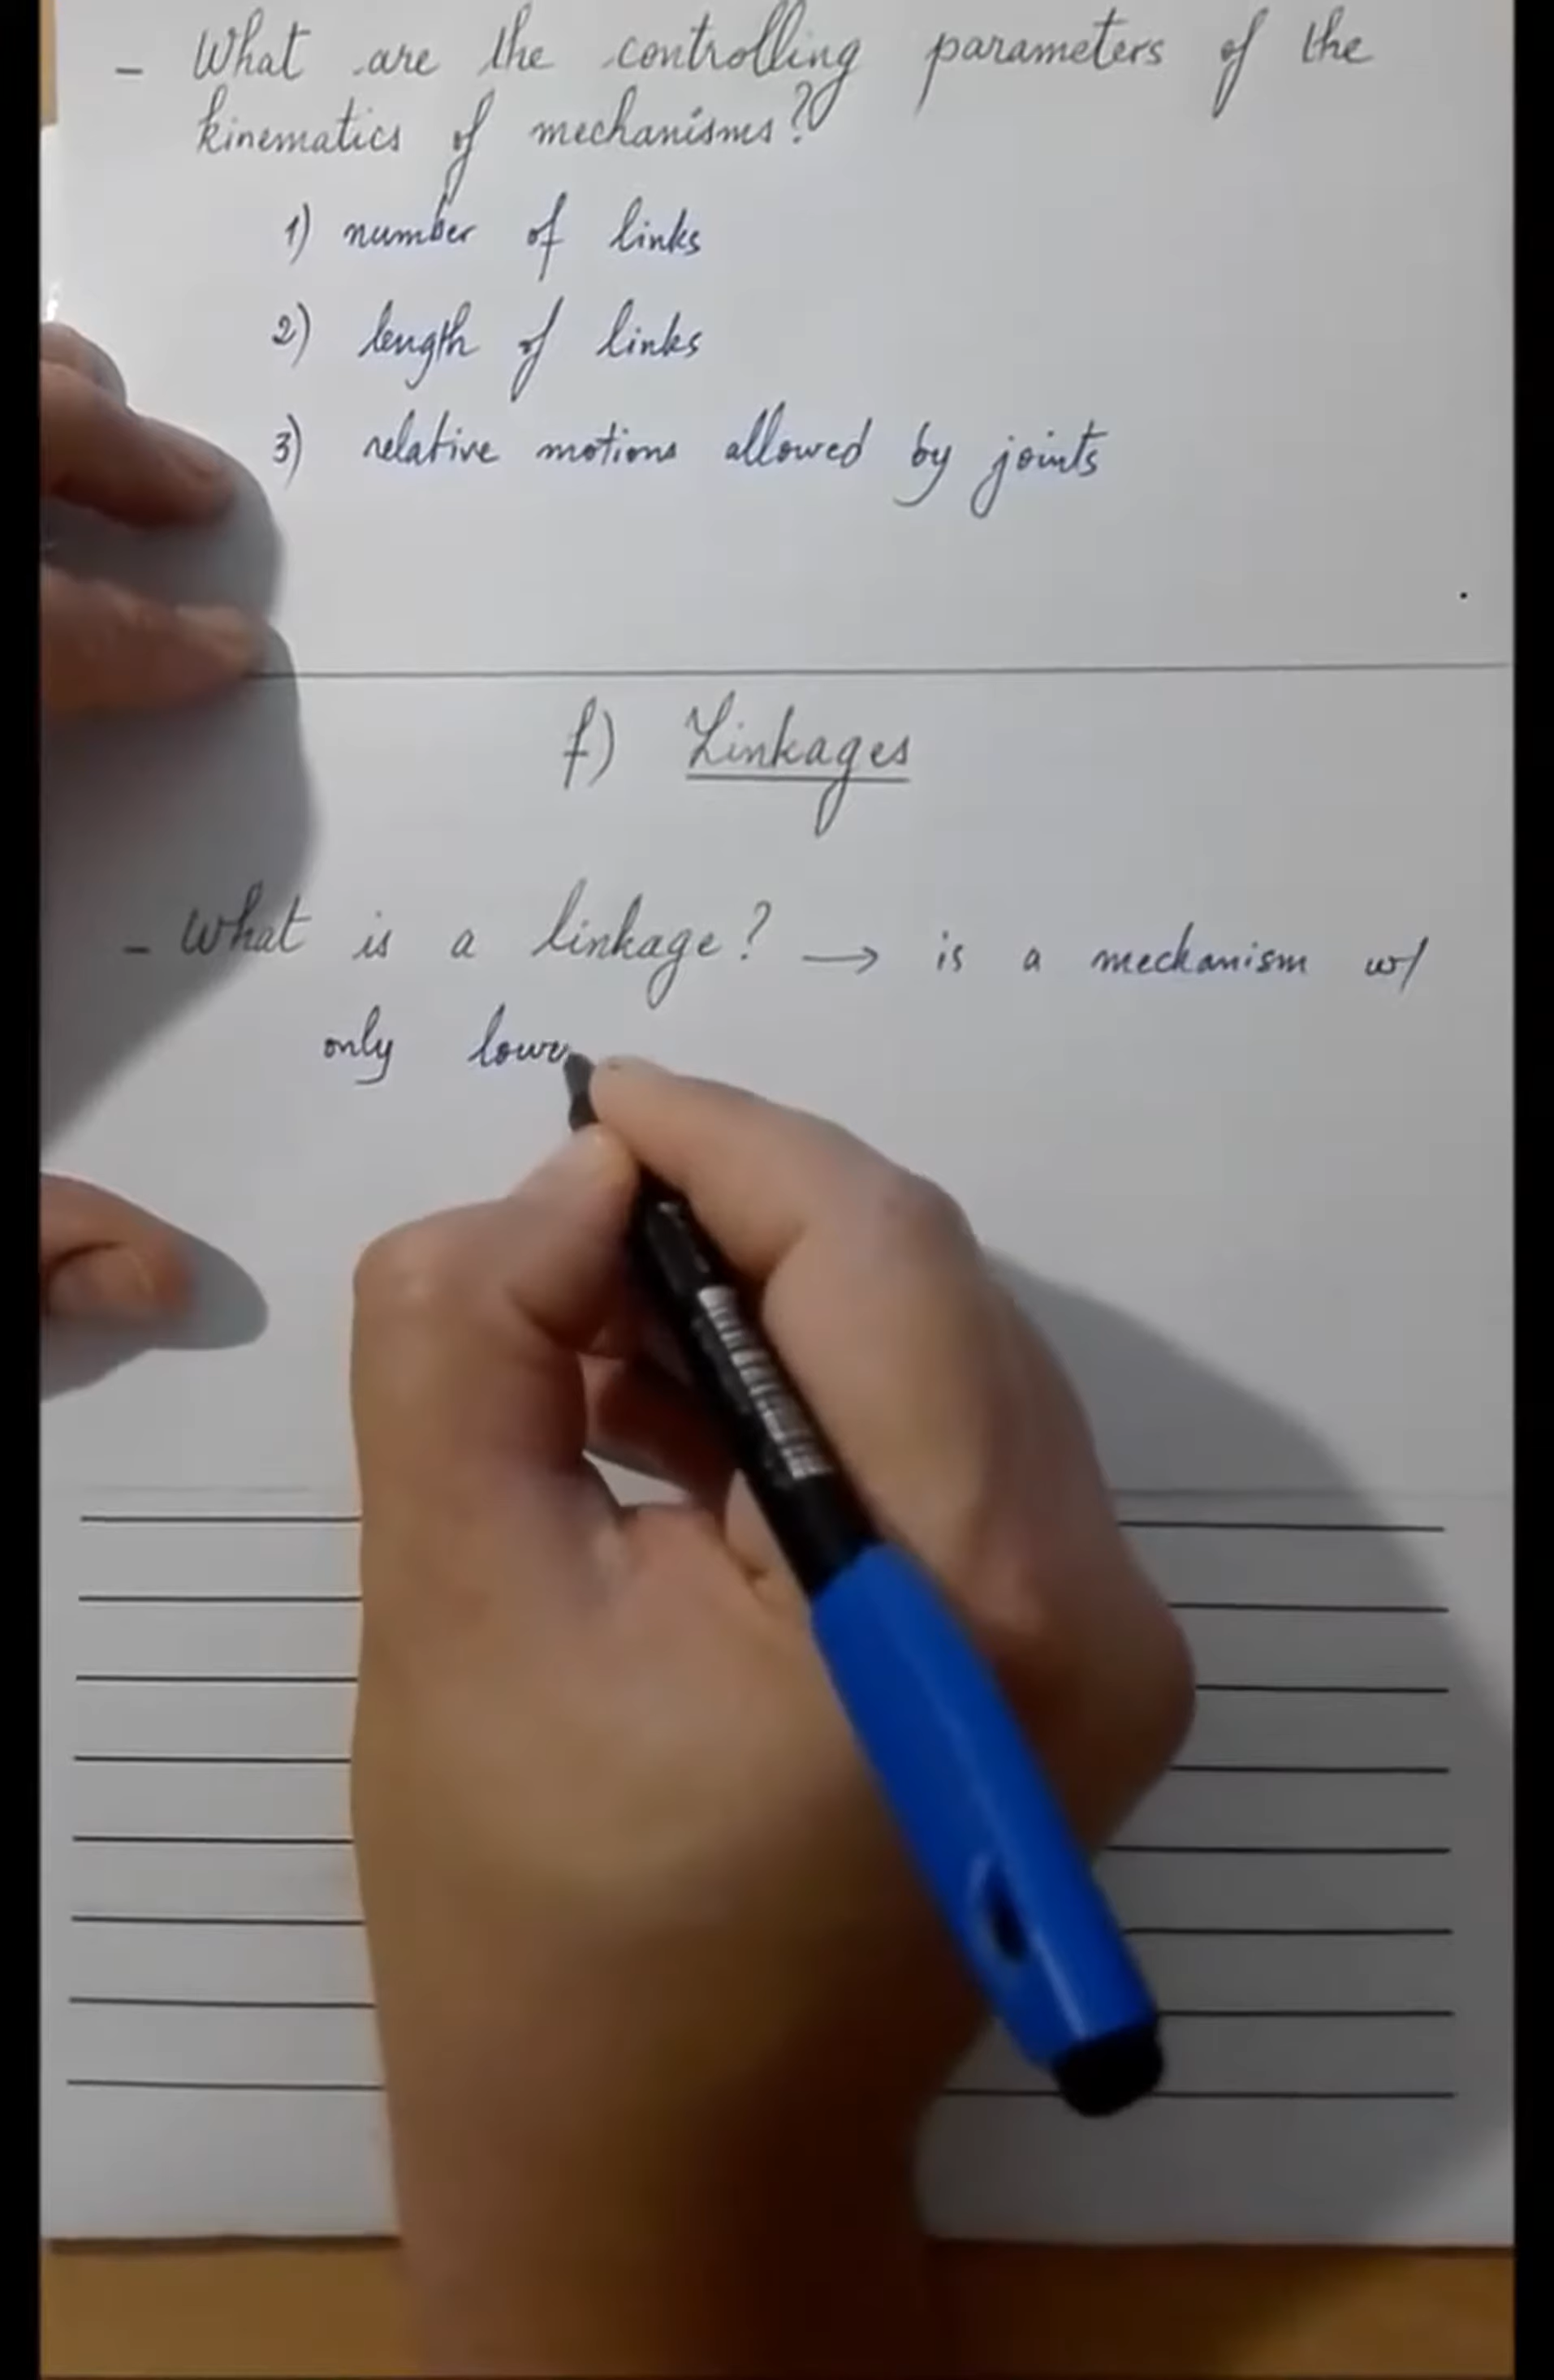 - What are the controlling parameters of the
kinematics of mechanisms?
1) number of links
2) length of links
3) relative motions allowed by joints
f) Linkages
- What is a linkage? → is a mechanism w/
only lowe